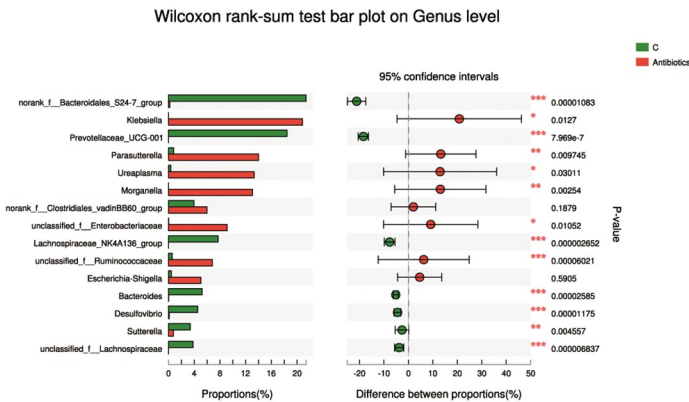 Wilcoxon rank-sum test bar plot on Genus level
C
Antibiotics
95% confidence intervals
norank_f__Bacteroidales_S24-7_group *** 0.00001083
Klebsiella * 0.0127
Prevotellaceae_UCG-001 *** 7.969e-7
Parasutterella ** 0.009745
Ureaplasma * 0.03011
Morganella ** 0.00254
norank_f__Clostridiales_vadinBB60_group 0.1879
unclassified_f__Enterobacteriaceae * 0.01052
Lachnospiraceae_NK4A136_group *** 0.000002652
unclassified_f__Ruminococcaceae *** 0.00006021
Escherichia-Shigella 0.5905
Bacteroides *** 0.00002585
Desulfovibrio *** 0.00001175
Sutterella ** 0.004557
unclassified_f__Lachnospiraceae *** 0.000006837
P-value
0 4 8 12 16 20 -20 -10 0 10 20 30 40 50
Proportions(%) Difference between proportions(%)